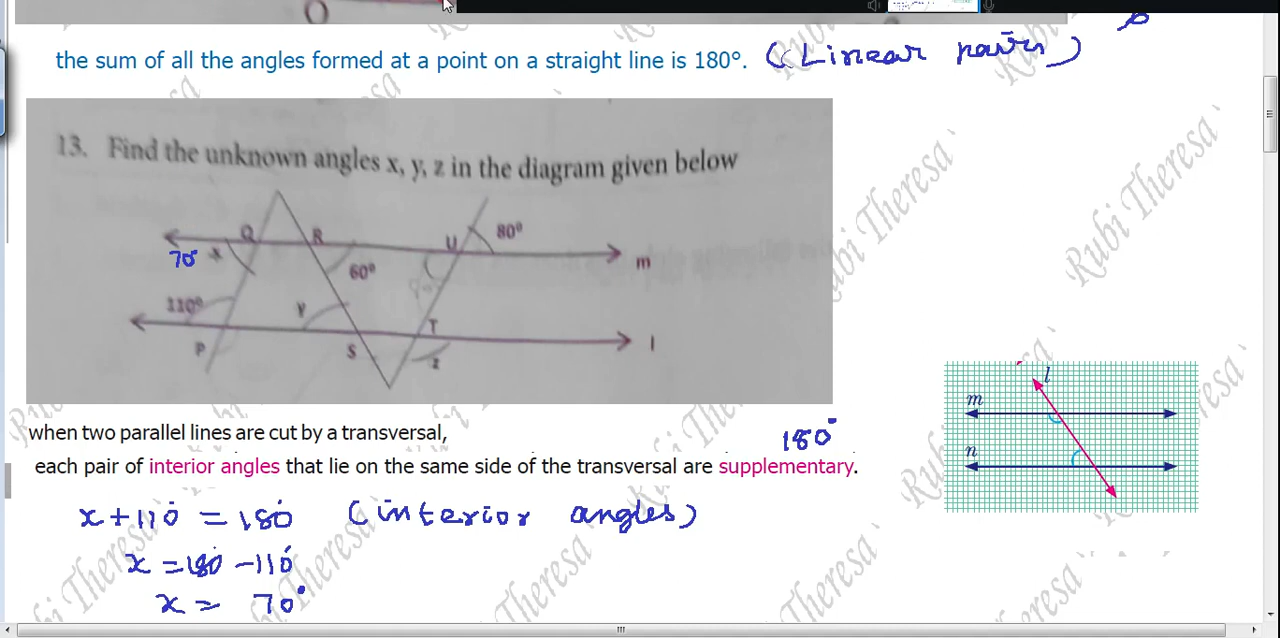 the sum of all the angles formed at a point on a straight line is 180°. (Linear pairs)
13. Find the unknown angles x, y, z in the diagram given below
Q R U 80°
70° x 60° m
110° Y T
P S z l
when two parallel lines are cut by a transversal,
180°
each pair of interior angles that lie on the same side of the transversal are supplementary.
x + 110° = 180° (interior angles)
x = 180° - 110°
x = 70°
l
m
n
Rubi Theresa